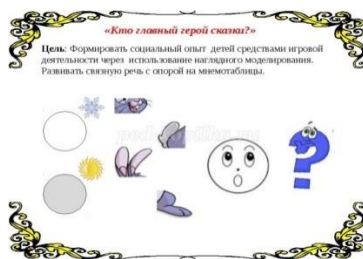 «Кто главный герой сказки?»
Цель: Формировать социальный опыт детей средствами игровой
деятельности через использование наглядного моделирования.
Развивать связную речь с опорой на мнемотаблицы.
?